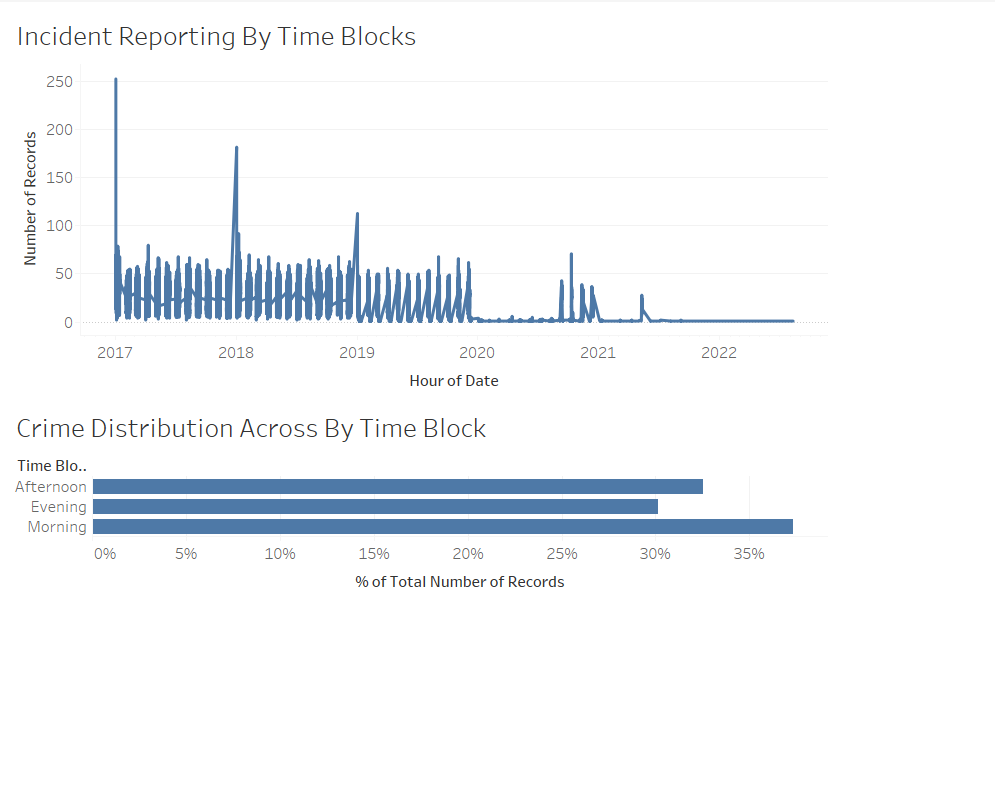 Incident Reporting By Time Blocks
250
200
150
100
50
0
Number of Records
2017 2018 2019 2020 2021 2022
Hour of Date
Crime Distribution Across By Time Block
Time Blo..
Afternoon
Evening
Morning
0% 5% 10% 15% 20% 25% 30% 35%
% of Total Number of Records